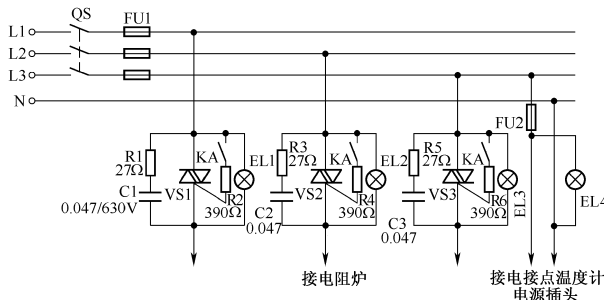 QS
FU1
L1
L2
L3
N
FU2
R1
27Ω
C1
0.047/630V
VS1
KA
R2
390Ω
EL1
R3
27Ω
C2
0.047
VS2
KA
R4
390Ω
EL2
R5
27Ω
C3
0.047
VS3
KA
R6
390Ω
EL3
EL4
接电阻炉
接电接点温度计
电源插头